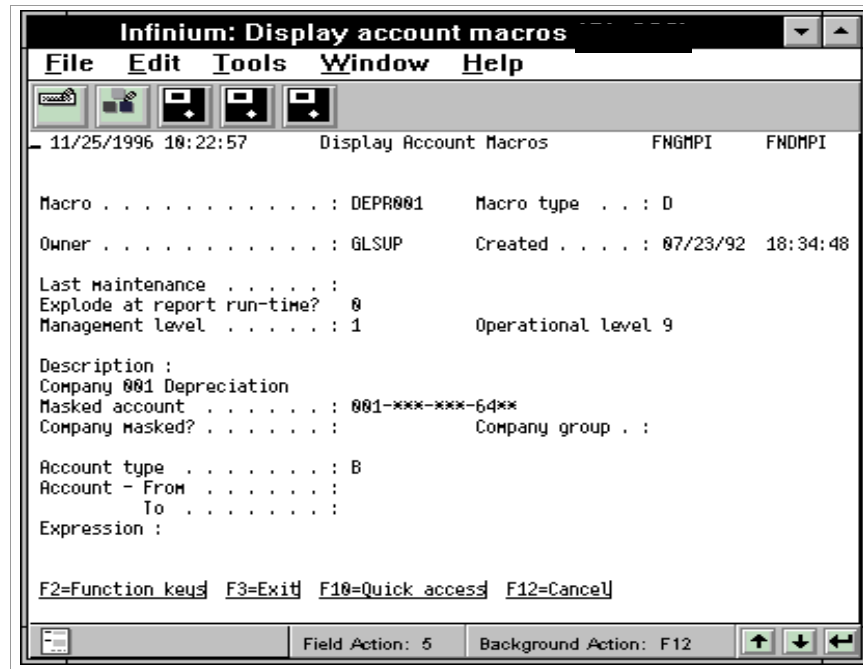 Infinium: Display account macros
File Edit Tools Window Help
11/25/1996 10:22:57 Display Account Macros FNGMPI FNDMPI
Macro . . . . . . . . . . . : DEPR001 Macro type . . : D
Owner . . . . . . . . . . . : GLSUP Created . . . . : 07/23/92 18:34:48
Last maintenance . . . . . :
Explode at report run-time? 0
Management level . . . . . : 1 Operational level 9
Description :
Company 001 Depreciation
Masked account . . . . . . : 001-***-***-64**
Company masked? . . . . . . : Company group . :
Account type . . . . . . . : B
Account - From . . . . . . :
To . . . . . . . :
Expression :
F2=Function keys F3=Exit F10=Quick access F12=Cancel
Field Action: 5 Background Action: F12